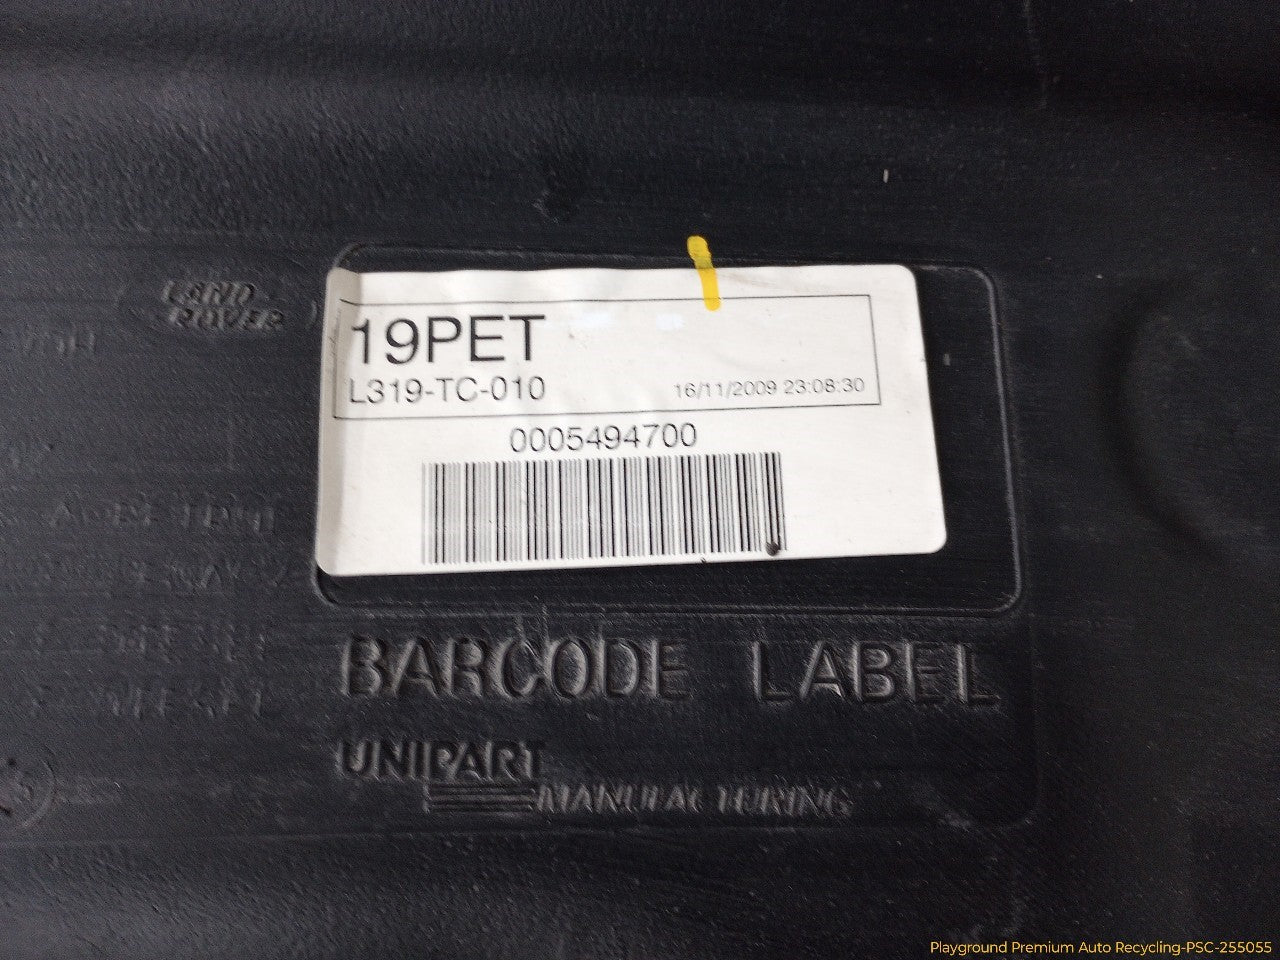 LAND
ROVER
19PET
L319-TC-010
16/11/2009 23:08:30
0005494700
BARCODE LABEL
UNIPART
MANUFACTURING
Playground Premium Auto Recycling-PSC-255055